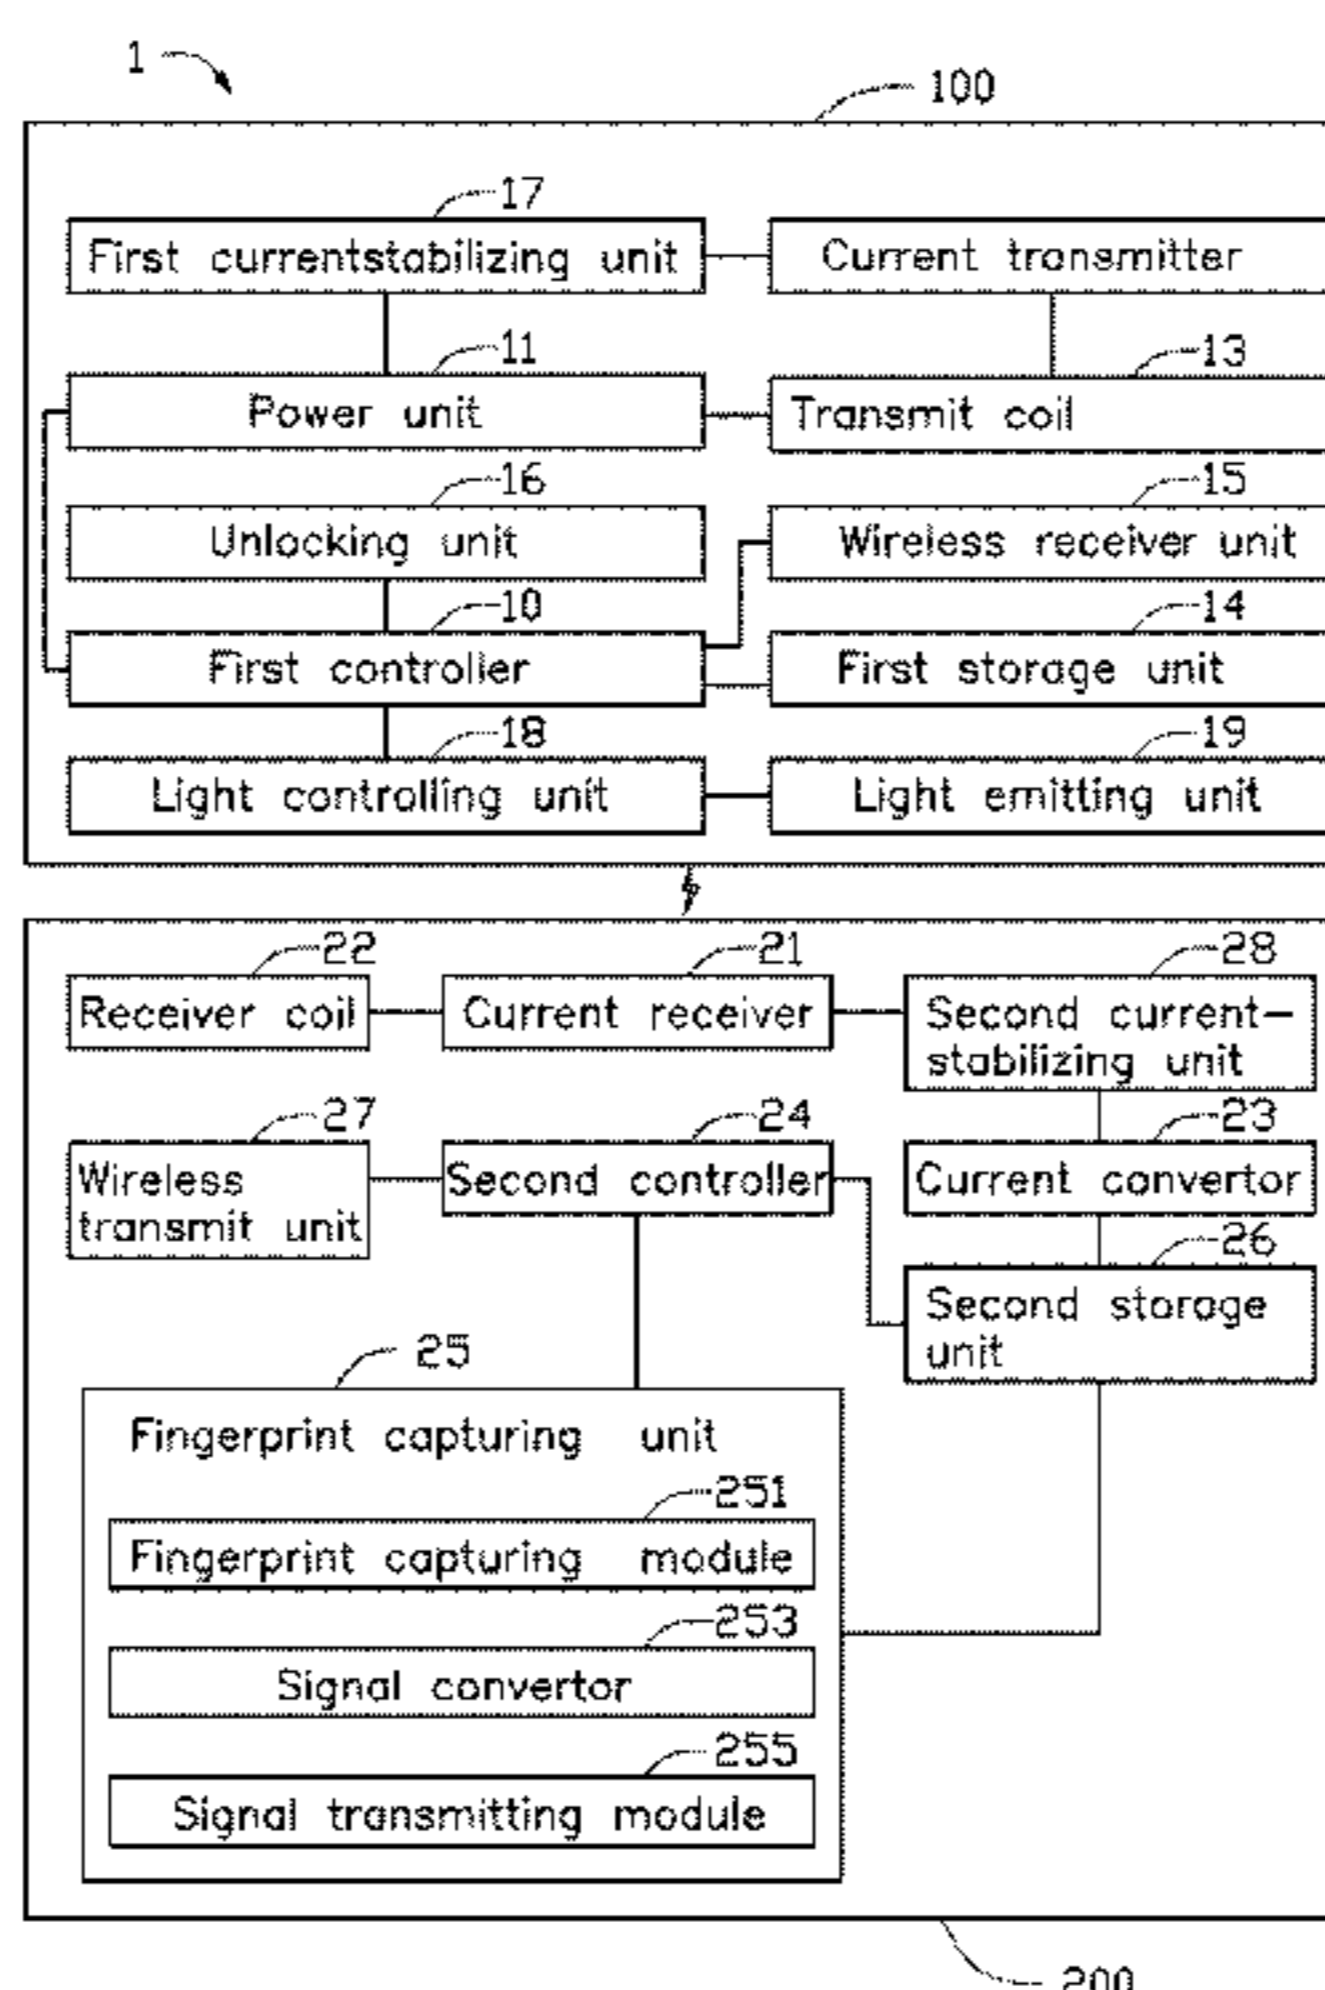 1
100
17
First currentstabilizing unit
Current transmitter
11
13
Power unit
Transmit coil
16
15
Unlocking unit
Wireless receiver unit
10
14
First controller
First storage unit
18
19
Light controlling unit
Light emitting unit
22
21
28
Receiver coil
Current receiver
Second current-
stabilizing unit
27
24
23
Wireless
transmit unit
Second controller
Current convertor
26
Second storage
unit
25
Fingerprint capturing unit
251
Fingerprint capturing module
253
Signal convertor
255
Signal transmitting module
200